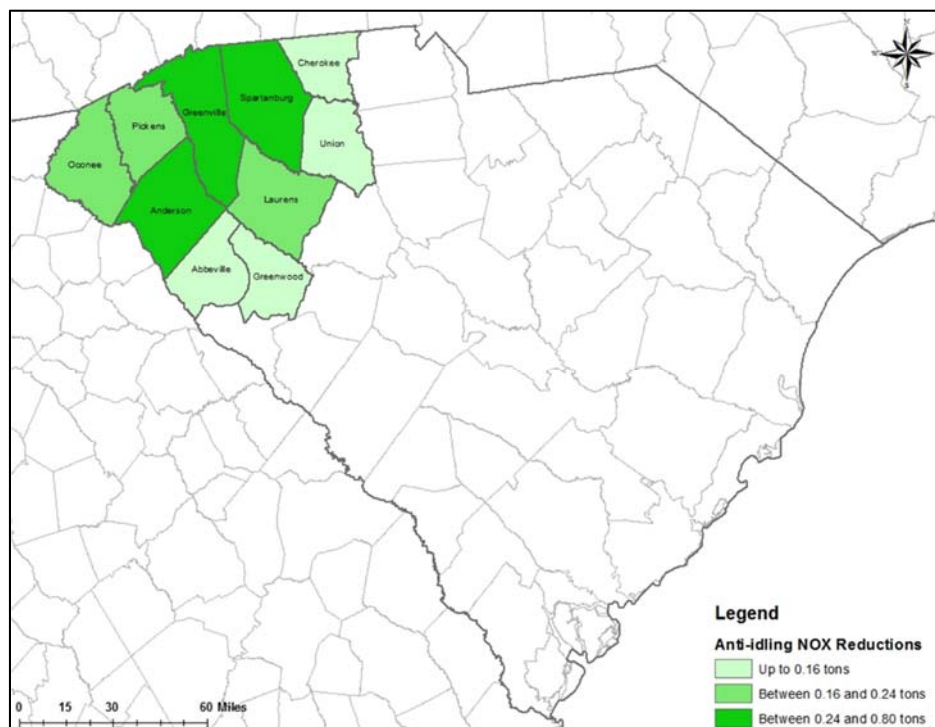 N
S
Cherokee
Spartanburg
Greenville
Pickens
Union
Oconee
Laurens
Anderson
Abbeville
Greenwood
Legend
Anti-idling NOX Reductions
Up to 0.16 tons
Between 0.16 and 0.24 tons
Between 0.24 and 0.80 tons
0 15 30 60 Miles